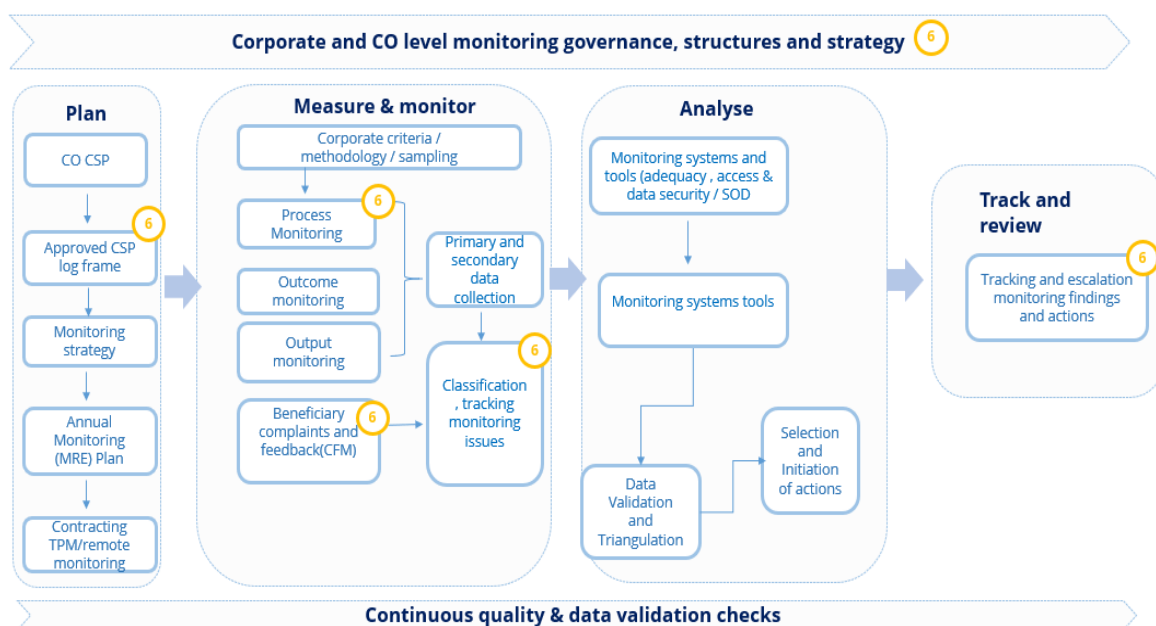 Corporate and CO level monitoring governance, structures and strategy 6
Plan
CO CSP
6
Approved CSP
log frame
Monitoring
strategy
Annual
Monitoring
(MRE) Plan
Contracting
TPM/remote
monitoring
Measure & monitor
Corporate criteria /
methodology / sampling
6
Process
Monitoring
Outcome
monitoring
Output
monitoring
Beneficiary
complaints and
feedback(CFM)
6
Primary and
secondary
data
collection
6
Classification
, tracking
monitoring
issues
Analyse
Monitoring systems and
tools (adequacy , access &
data security / SOD
Monitoring systems tools
Data
Validation
and
Triangulation
Selection
and
Initiation
of actions
Track and
review
6
Tracking and escalation
monitoring findings
and actions
Continuous quality & data validation checks